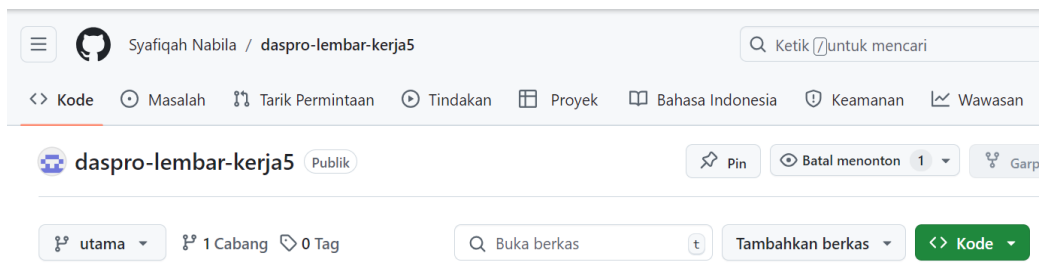 Syafiqah Nabila / daspro-lembar-kerja5 Ketik / untuk mencari
<> Kode Masalah Tarik Permintaan Tindakan Proyek Bahasa Indonesia Keamanan Wawasan
daspro-lembar-kerja5 Publik Pin Batal menonton 1 Garp
utama 1 Cabang 0 Tag Buka berkas t Tambahkan berkas <> Kode